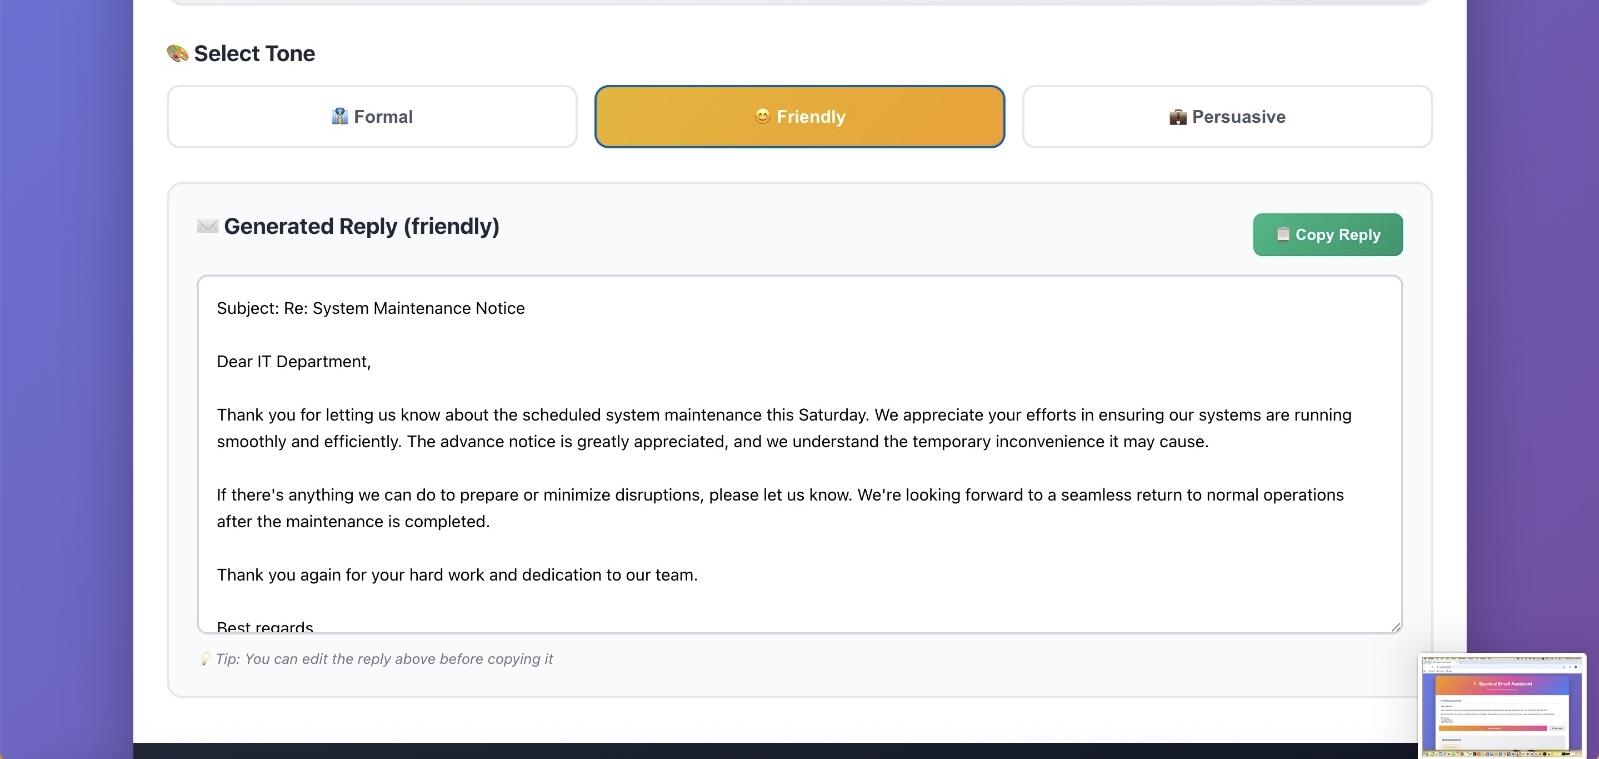 Select Tone
Formal
Friendly
Persuasive
Generated Reply (friendly)
Copy Reply
Subject: Re: System Maintenance Notice
Dear IT Department,
Thank you for letting us know about the scheduled system maintenance this Saturday. We appreciate your efforts in ensuring our systems are running
smoothly and efficiently. The advance notice is greatly appreciated, and we understand the temporary inconvenience it may cause.
If there's anything we can do to prepare or minimize disruptions, please let us know. We're looking forward to a seamless return to normal operations
after the maintenance is completed.
Thank you again for your hard work and dedication to our team.
Best regards
Tip: You can edit the reply above before copying it
Email Assistant